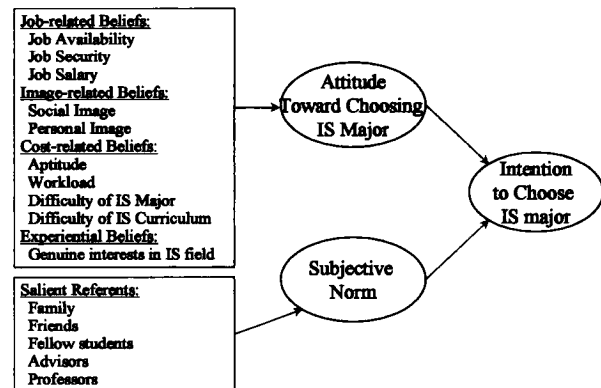 Job-related Beliefs:
Job Availability
Job Security
Job Salary
Image-related Beliefs:
Social Image
Personal Image
Cost-related Beliefs:
Aptitude
Workload
Difficulty of IS Major
Difficulty of IS Curriculum
Experiential Beliefs:
Genuine interests in IS field
Salient Referents:
Family
Friends
Fellow students
Advisors
Professors
Attitude
Toward Choosing
IS Major
Subjective
Norm
Intention
to Choose
IS major